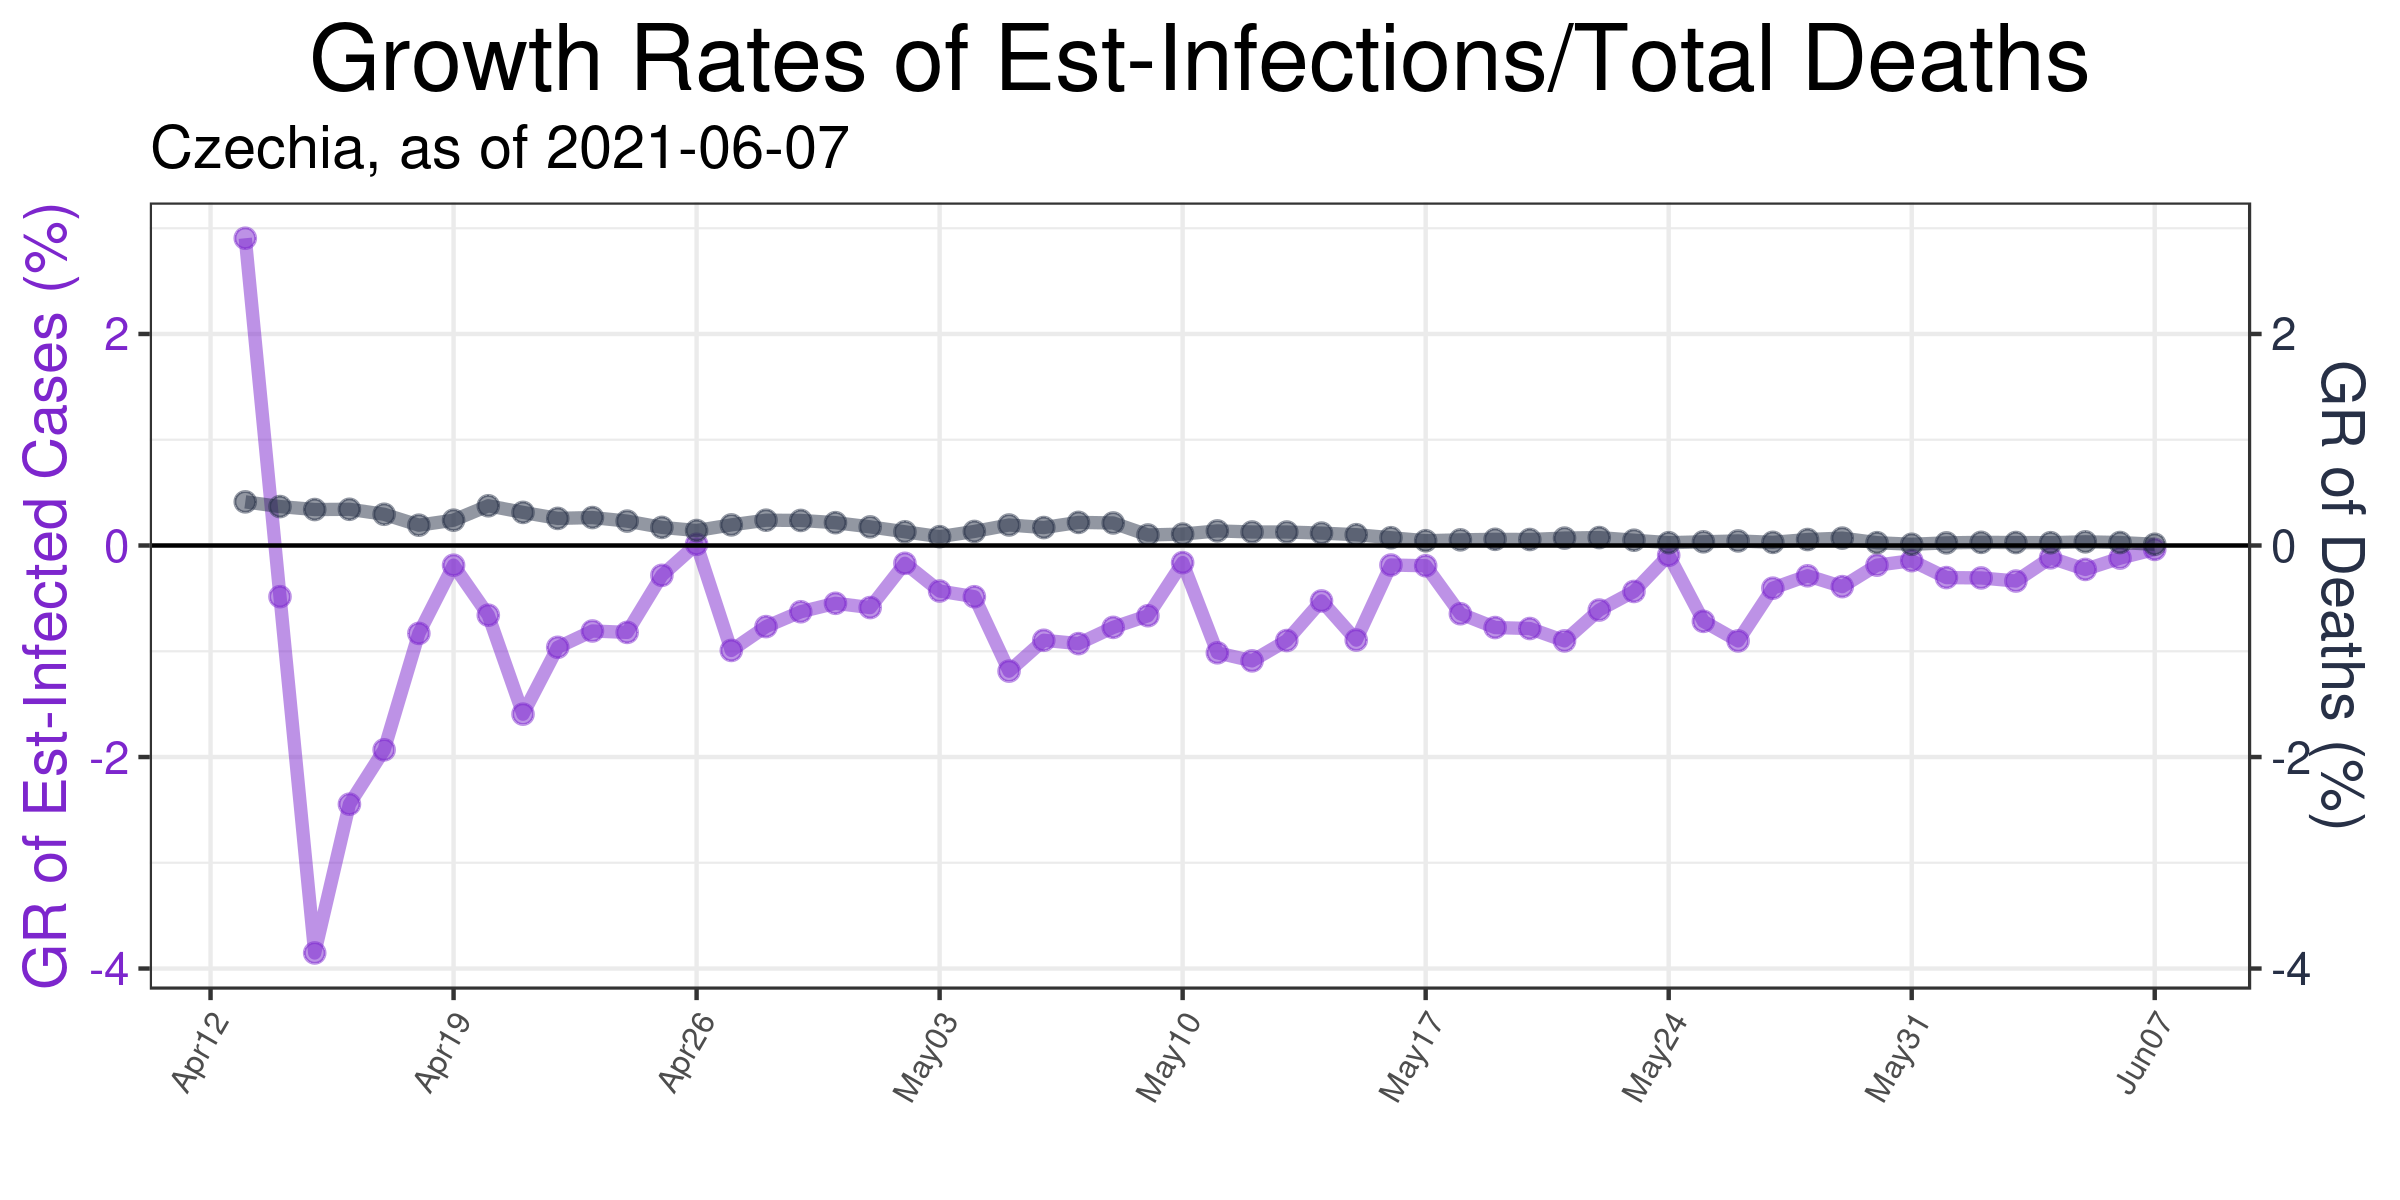 Growth Rates of Est-Infections/Total Deaths
Czechia, as of 2021-06-07
GR of Est-Infected Cases (%)
2
0
-2
-4
2
0
-2
-4
GR of Deaths (%)
Apr12
Apr19
Apr26
May03
May10
May17
May24
May31
Jun07